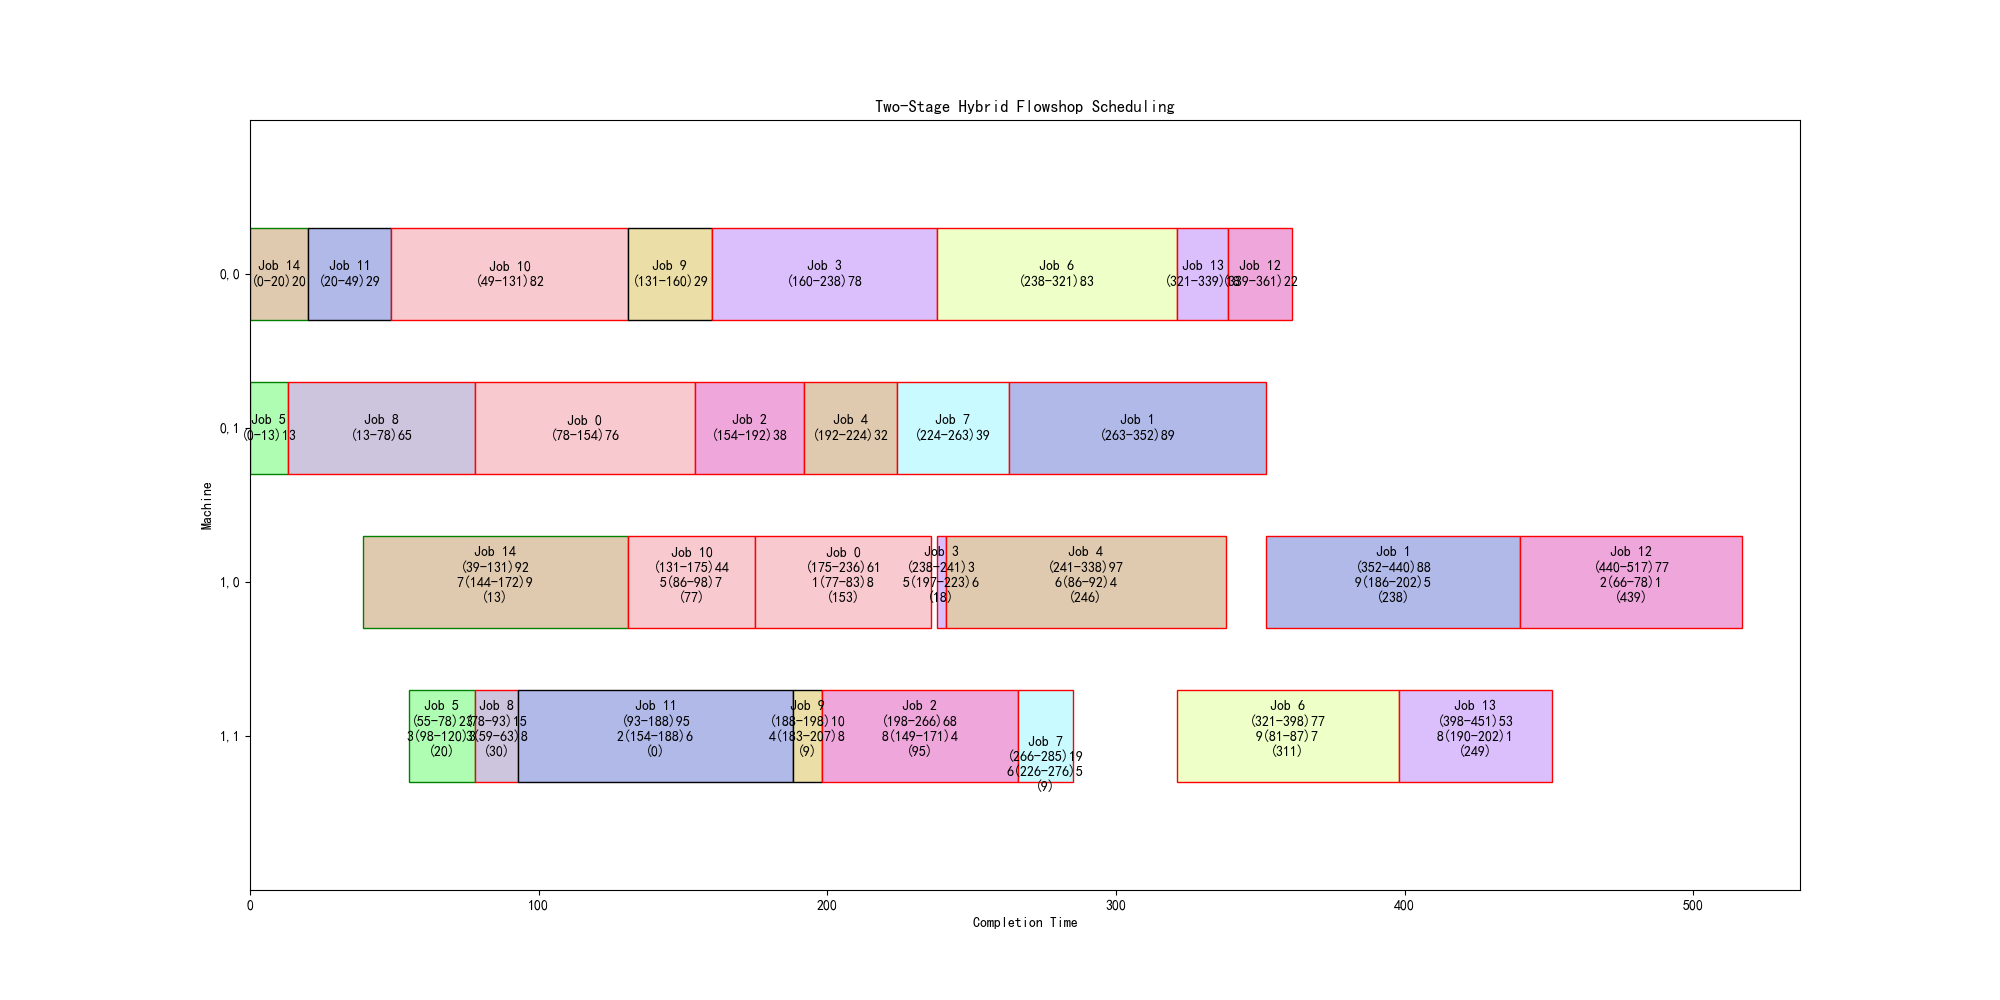 Two-Stage Hybrid Flowshop Scheduling
Machine
0,0
Job 14
(0-20)20
Job 11
(20-49)29
Job 10
(49-131)82
Job 9
(131-160)29
Job 3
(160-238)78
Job 6
(238-321)83
Job 13
(321-339)18
Job 12
(339-361)22
0,1
Job 5
(0-13)13
Job 8
(13-78)65
Job 0
(78-154)76
Job 2
(154-192)38
Job 4
(192-224)32
Job 7
(224-263)39
Job 1
(263-352)89
1,0
Job 14
(39-131)92
7(144-172)9
(13)
Job 10
(131-175)44
5(86-98)7
(77)
Job 0
(175-236)61
1(77-83)8
(153)
Job 3
(238-241)3
5(197-223)6
(18)
Job 4
(241-338)97
6(86-92)4
(246)
Job 1
(352-440)88
9(186-202)5
(238)
Job 12
(440-517)77
2(66-78)1
(439)
1,1
Job 5
(55-78)23
3(98-120)3
(20)
Job 8
(78-93)15
3(59-63)8
(30)
Job 11
(93-188)95
2(154-188)6
(0)
Job 9
(188-198)10
4(183-207)8
(9)
Job 2
(198-266)68
8(149-171)4
(95)
Job 7
(266-285)19
6(226-276)5
(9)
Job 6
(321-398)77
9(81-87)7
(311)
Job 13
(398-451)53
8(190-202)1
(249)
0
100
200
300
400
500
Completion Time